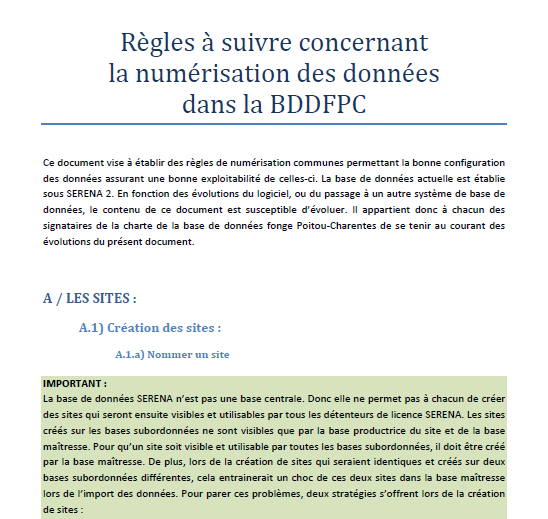 Règles à suivre concernant
la numérisation des données
dans la BDDFPC
Ce document vise à établir des règles de numérisation communes permettant la bonne configuration
des données assurant une bonne exploitabilité de celles-ci. La base de données actuelle est établie
sous SERENA 2. En fonction des évolutions du logiciel, ou du passage à un autre système de base de
données, le contenu de ce document est susceptible d'évoluer. Il appartient donc à chacun des
signataires de la charte de la base de données fonge Poitou-Charentes de se tenir au courant des
évolutions du présent document.
A / LES SITES :
A.1) Création des sites :
A.1.a) Nommer un site
IMPORTANT :
La base de données SERENA n'est pas une base centrale. Donc elle ne permet pas à chacun de créer
des sites qui seront ensuite visibles et utilisables par tous les détenteurs de licence SERENA. Les sites
créés sur les bases subordonnées ne sont visibles que par la base productrice du site et de la base
maîtresse. Pour qu'un site soit visible et utilisable par toutes les bases subordonnées, il doit être créé
par la base maîtresse. De plus, lors de la création de sites qui seraient identiques et créés sur deux
bases subordonnées différentes, cela entrainerait un choc de ces deux sites dans la base maîtresse
lors de l'import des données. Pour parer ces problèmes, deux stratégies s'offrent lors de la création
de sites :